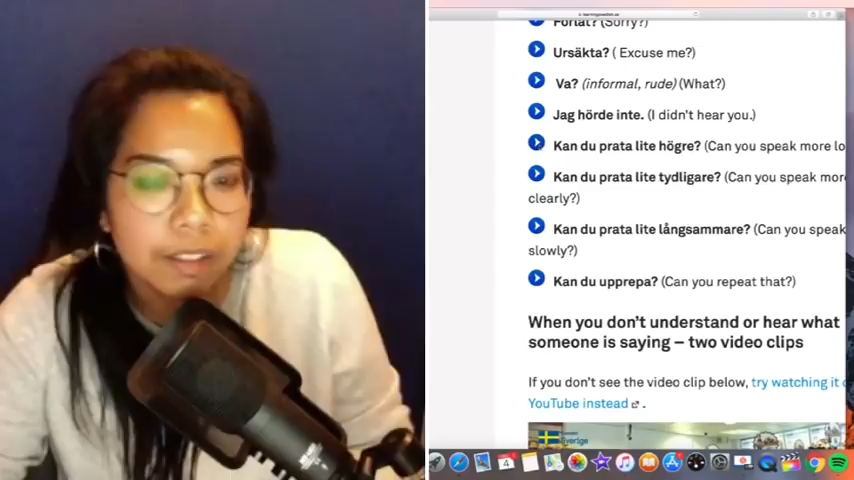 learningswedish.se
Förlåt? (Sorry?)
Ursäkta? ( Excuse me?)
Va? (informal, rude) (What?)
Jag hörde inte. (I didn't hear you.)
Kan du prata lite högre? (Can you speak more lo
Kan du prata lite tydligare? (Can you speak more
clearly?)
Kan du prata lite långsammare? (Can you speak
slowly?)
Kan du upprepa? (Can you repeat that?)
When you don't understand or hear what
someone is saying – two video clips
If you don't see the video clip below, try watching it
YouTube instead .
Sverige
4